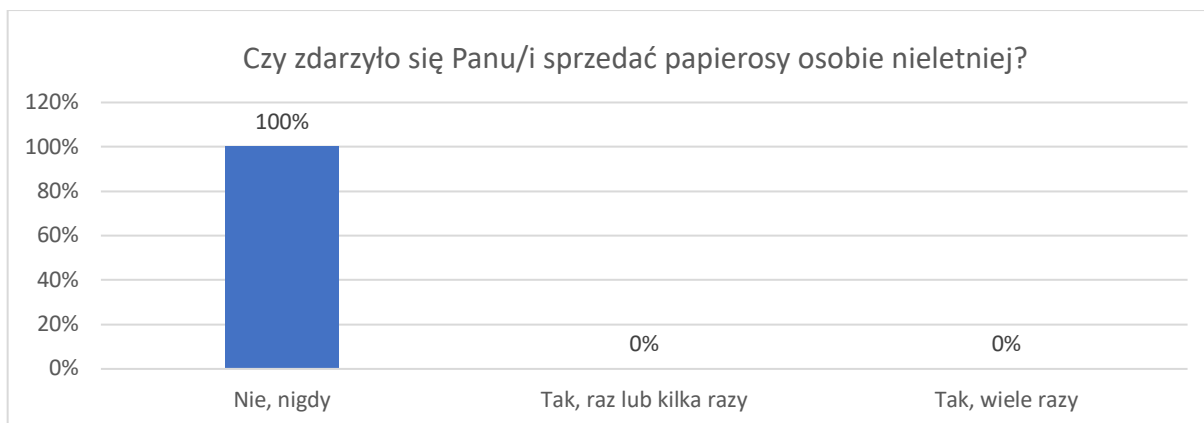 Czy zdarzyło się Panu/i sprzedać papierosy osobie nieletniej?
120%
100%
80%
60%
40%
20%
0%
100%
0%
0%
Nie, nigdy
Tak, raz lub kilka razy
Tak, wiele razy